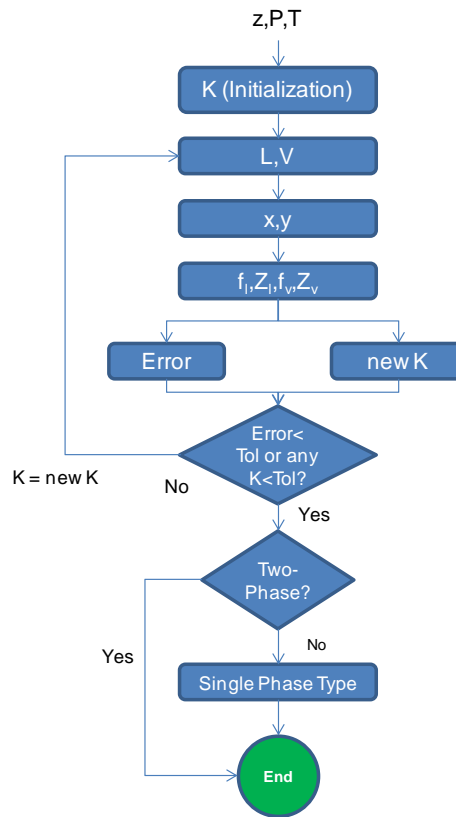 z,P,T
K (Initialization)
L,V
x,y
fl,Zl,fv,Zv
Error
new K
Error<
Tol or any
K<Tol?
K = new K
No
Yes
Two-
Phase?
Yes
No
Single Phase Type
End